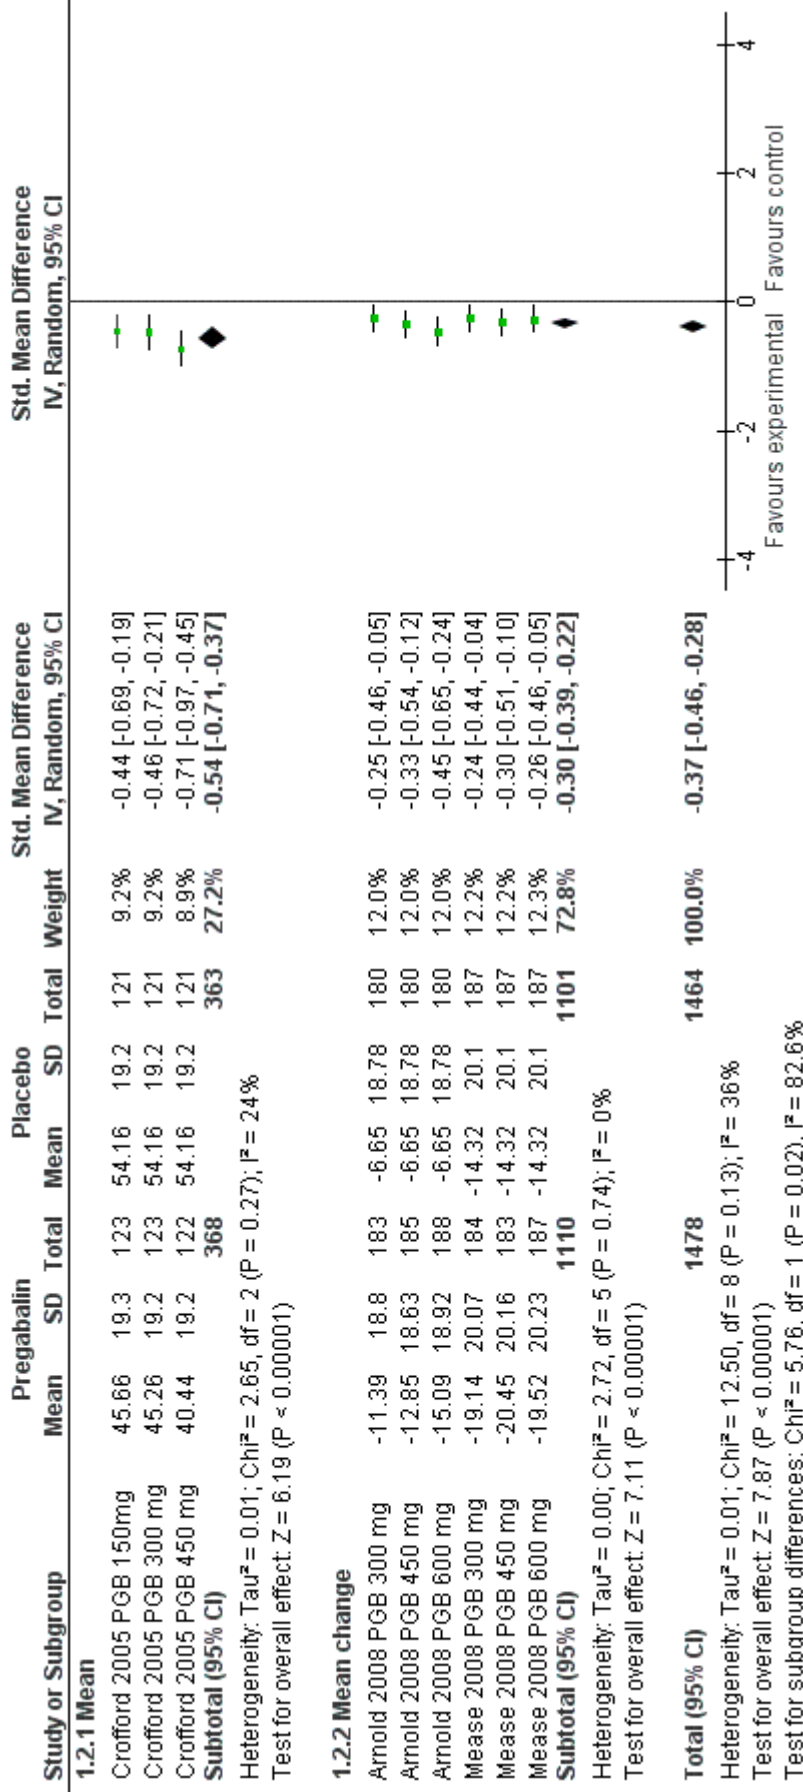 Pregabalin Placebo Std. Mean Difference Std. Mean Difference
Study or Subgroup Mean SD Total Mean SD Total Weight IV, Random, 95% CI IV, Random, 95% CI
1.2.1 Mean
Crofford 2005 PGB 150mg 45.66 19.3 123 54.16 19.2 121 9.2% -0.44 [-0.69, -0.19]
Crofford 2005 PGB 300 mg 45.26 19.2 123 54.16 19.2 121 9.2% -0.46 [-0.72, -0.21]
Crofford 2005 PGB 450 mg 40.44 19.2 122 54.16 19.2 121 8.9% -0.71 [-0.97, -0.45]
Subtotal (95% CI) 368 363 27.2% -0.54 [-0.71, -0.37]
Heterogeneity: Tau² = 0.01; Chi² = 2.65, df = 2 (P = 0.27); I² = 24%
Test for overall effect: Z = 6.19 (P < 0.00001)
1.2.2 Mean change
Arnold 2008 PGB 300 mg -11.39 18.8 183 -6.65 18.78 180 12.0% -0.25 [-0.46, -0.05]
Arnold 2008 PGB 450 mg -12.85 18.63 185 -6.65 18.78 180 12.0% -0.33 [-0.54, -0.12]
Arnold 2008 PGB 600 mg -15.09 18.92 188 -6.65 18.78 180 12.0% -0.45 [-0.65, -0.24]
Mease 2008 PGB 300 mg -19.14 20.07 184 -14.32 20.1 187 12.2% -0.24 [-0.44, -0.04]
Mease 2008 PGB 450 mg -20.45 20.16 183 -14.32 20.1 187 12.2% -0.30 [-0.51, -0.10]
Mease 2008 PGB 600 mg -19.52 20.23 187 -14.32 20.1 187 12.3% -0.26 [-0.46, -0.05]
Subtotal (95% CI) 1110 1101 72.8% -0.30 [-0.39, -0.22]
Heterogeneity: Tau² = 0.00; Chi² = 2.72, df = 5 (P = 0.74); I² = 0%
Test for overall effect: Z = 7.11 (P < 0.00001)
Total (95% CI) 1478 1464 100.0% -0.37 [-0.46, -0.28]
Heterogeneity: Tau² = 0.01; Chi² = 12.50, df = 8 (P = 0.13); I² = 36%
Test for overall effect: Z = 7.87 (P < 0.00001)
Test for subgroup differences: Chi² = 5.76, df = 1 (P = 0.02), I² = 82.6%
-4 -2 0 2 4
Favours experimental Favours control